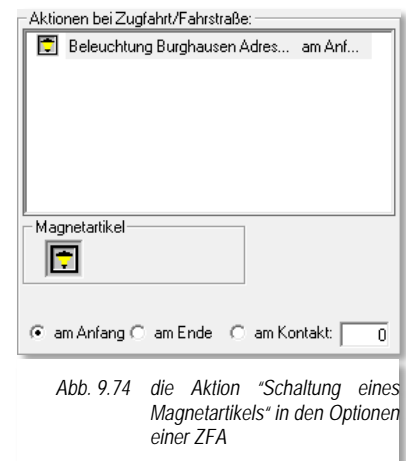 Aktionen bei Zugfahrt/Fahrstraße:
Beleuchtung Burghausen Adres... am Anf...
Magnetartikel
am Anfang am Ende am Kontakt: 0
Abb. 9.74 die Aktion "Schaltung eines
Magnetartikels" in den Optionen
einer ZFA